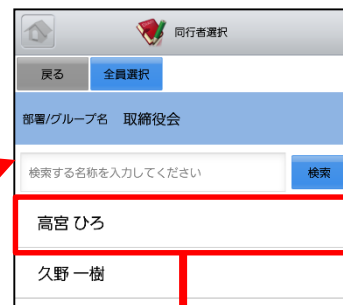 同行者選択
戻る 全員選択
部署/グループ名 取締役会
検索する名称を入力してください 検索
高宮 ひろ
久野 一樹